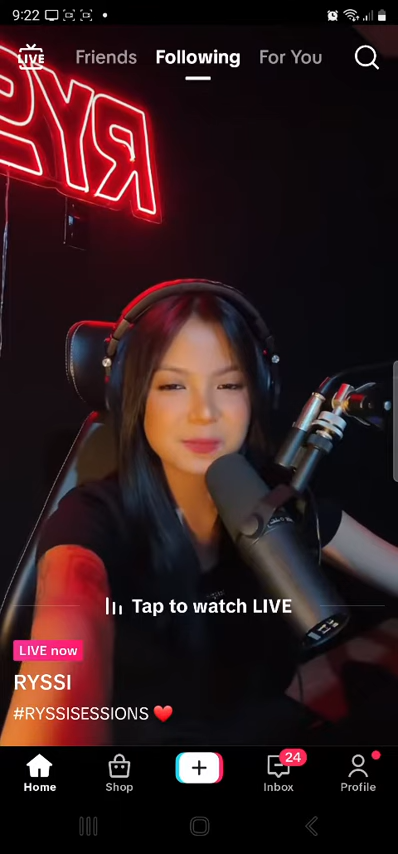 9:22
LIVE
Friends
Following
For You
RYS
Tap to watch LIVE
LIVE now
RYSSI
#RYSSISESSIONS ❤️
24
Home
Shop
Inbox
Profile